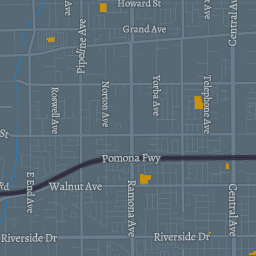 Howard St
Grand Ave
Central Av
Pipeline Ave
Roswell Ave
Norton Ave
Yorba Ave
Telephone Ave
St
Pomona Fwy
Rd
Walnut Ave
E End Ave
Ramona Ave
Central Ave
Riverside Dr
Riverside Dr